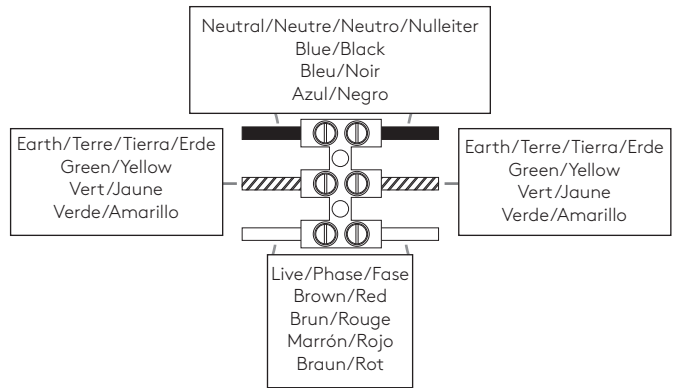 Neutral/Neutre/Neutro/Nulleiter
Blue/Black
Bleu/Noir
Azul/Negro
Earth/Terre/Tierra/Erde
Green/Yellow
Vert/Jaune
Verde/Amarillo
Earth/Terre/Tierra/Erde
Green/Yellow
Vert/Jaune
Verde/Amarillo
Live/Phase/Fase
Brown/Red
Brun/Rouge
Marrón/Rojo
Braun/Rot